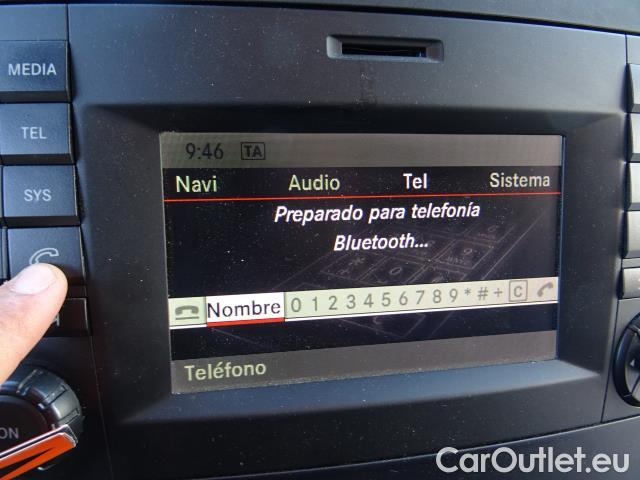 MEDIA
TEL
SYS
9:46 TA
Navi Audio Tel Sistema
Preparado para telefonía
Bluetooth...
Nombre 0 1 2 3 4 5 6 7 8 9 * # + C
Teléfono
ON
CarOutlet.eu